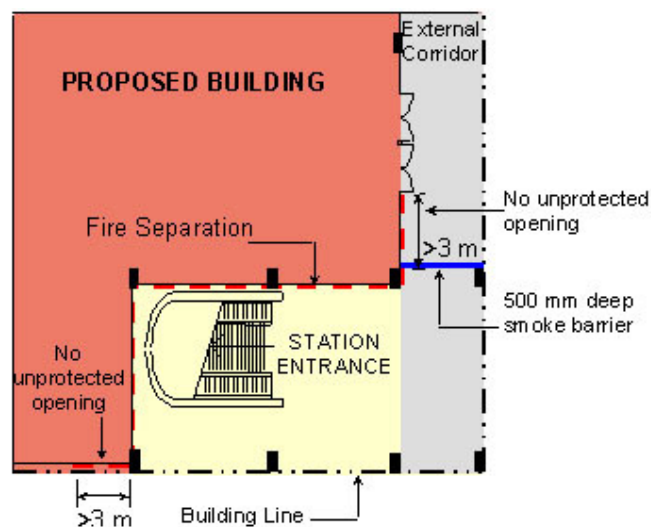 External
Corridor
PROPOSED BUILDING
No unprotected
opening
>3 m
Fire Separation
500 mm deep
smoke barrier
STATION
ENTRANCE
No
unprotected
opening
>3 m
Building Line